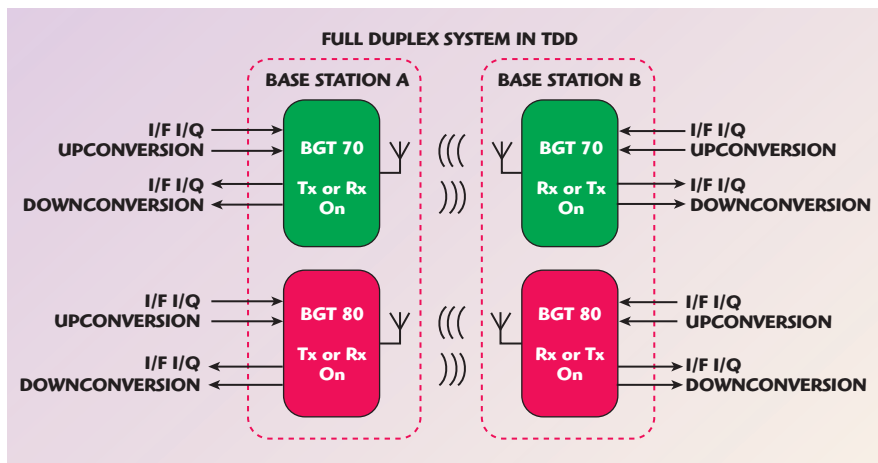 FULL DUPLEX SYSTEM IN TDD
BASE STATION A
BASE STATION B
I/F I/Q
UPCONVERSION
I/F I/Q
DOWNCONVERSION
BGT 70
Tx or Rx
On
BGT 70
Rx or Tx
On
I/F I/Q
UPCONVERSION
I/F I/Q
DOWNCONVERSION
I/F I/Q
UPCONVERSION
I/F I/Q
DOWNCONVERSION
BGT 80
Tx or Rx
On
BGT 80
Rx or Tx
On
I/F I/Q
UPCONVERSION
I/F I/Q
DOWNCONVERSION